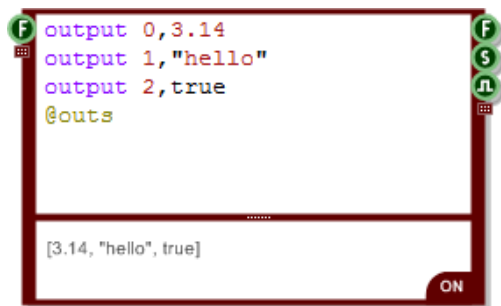 F output 0,3.14 F
output 1,"hello" S
output 2,true
@outs
[3.14, "hello", true]
ON